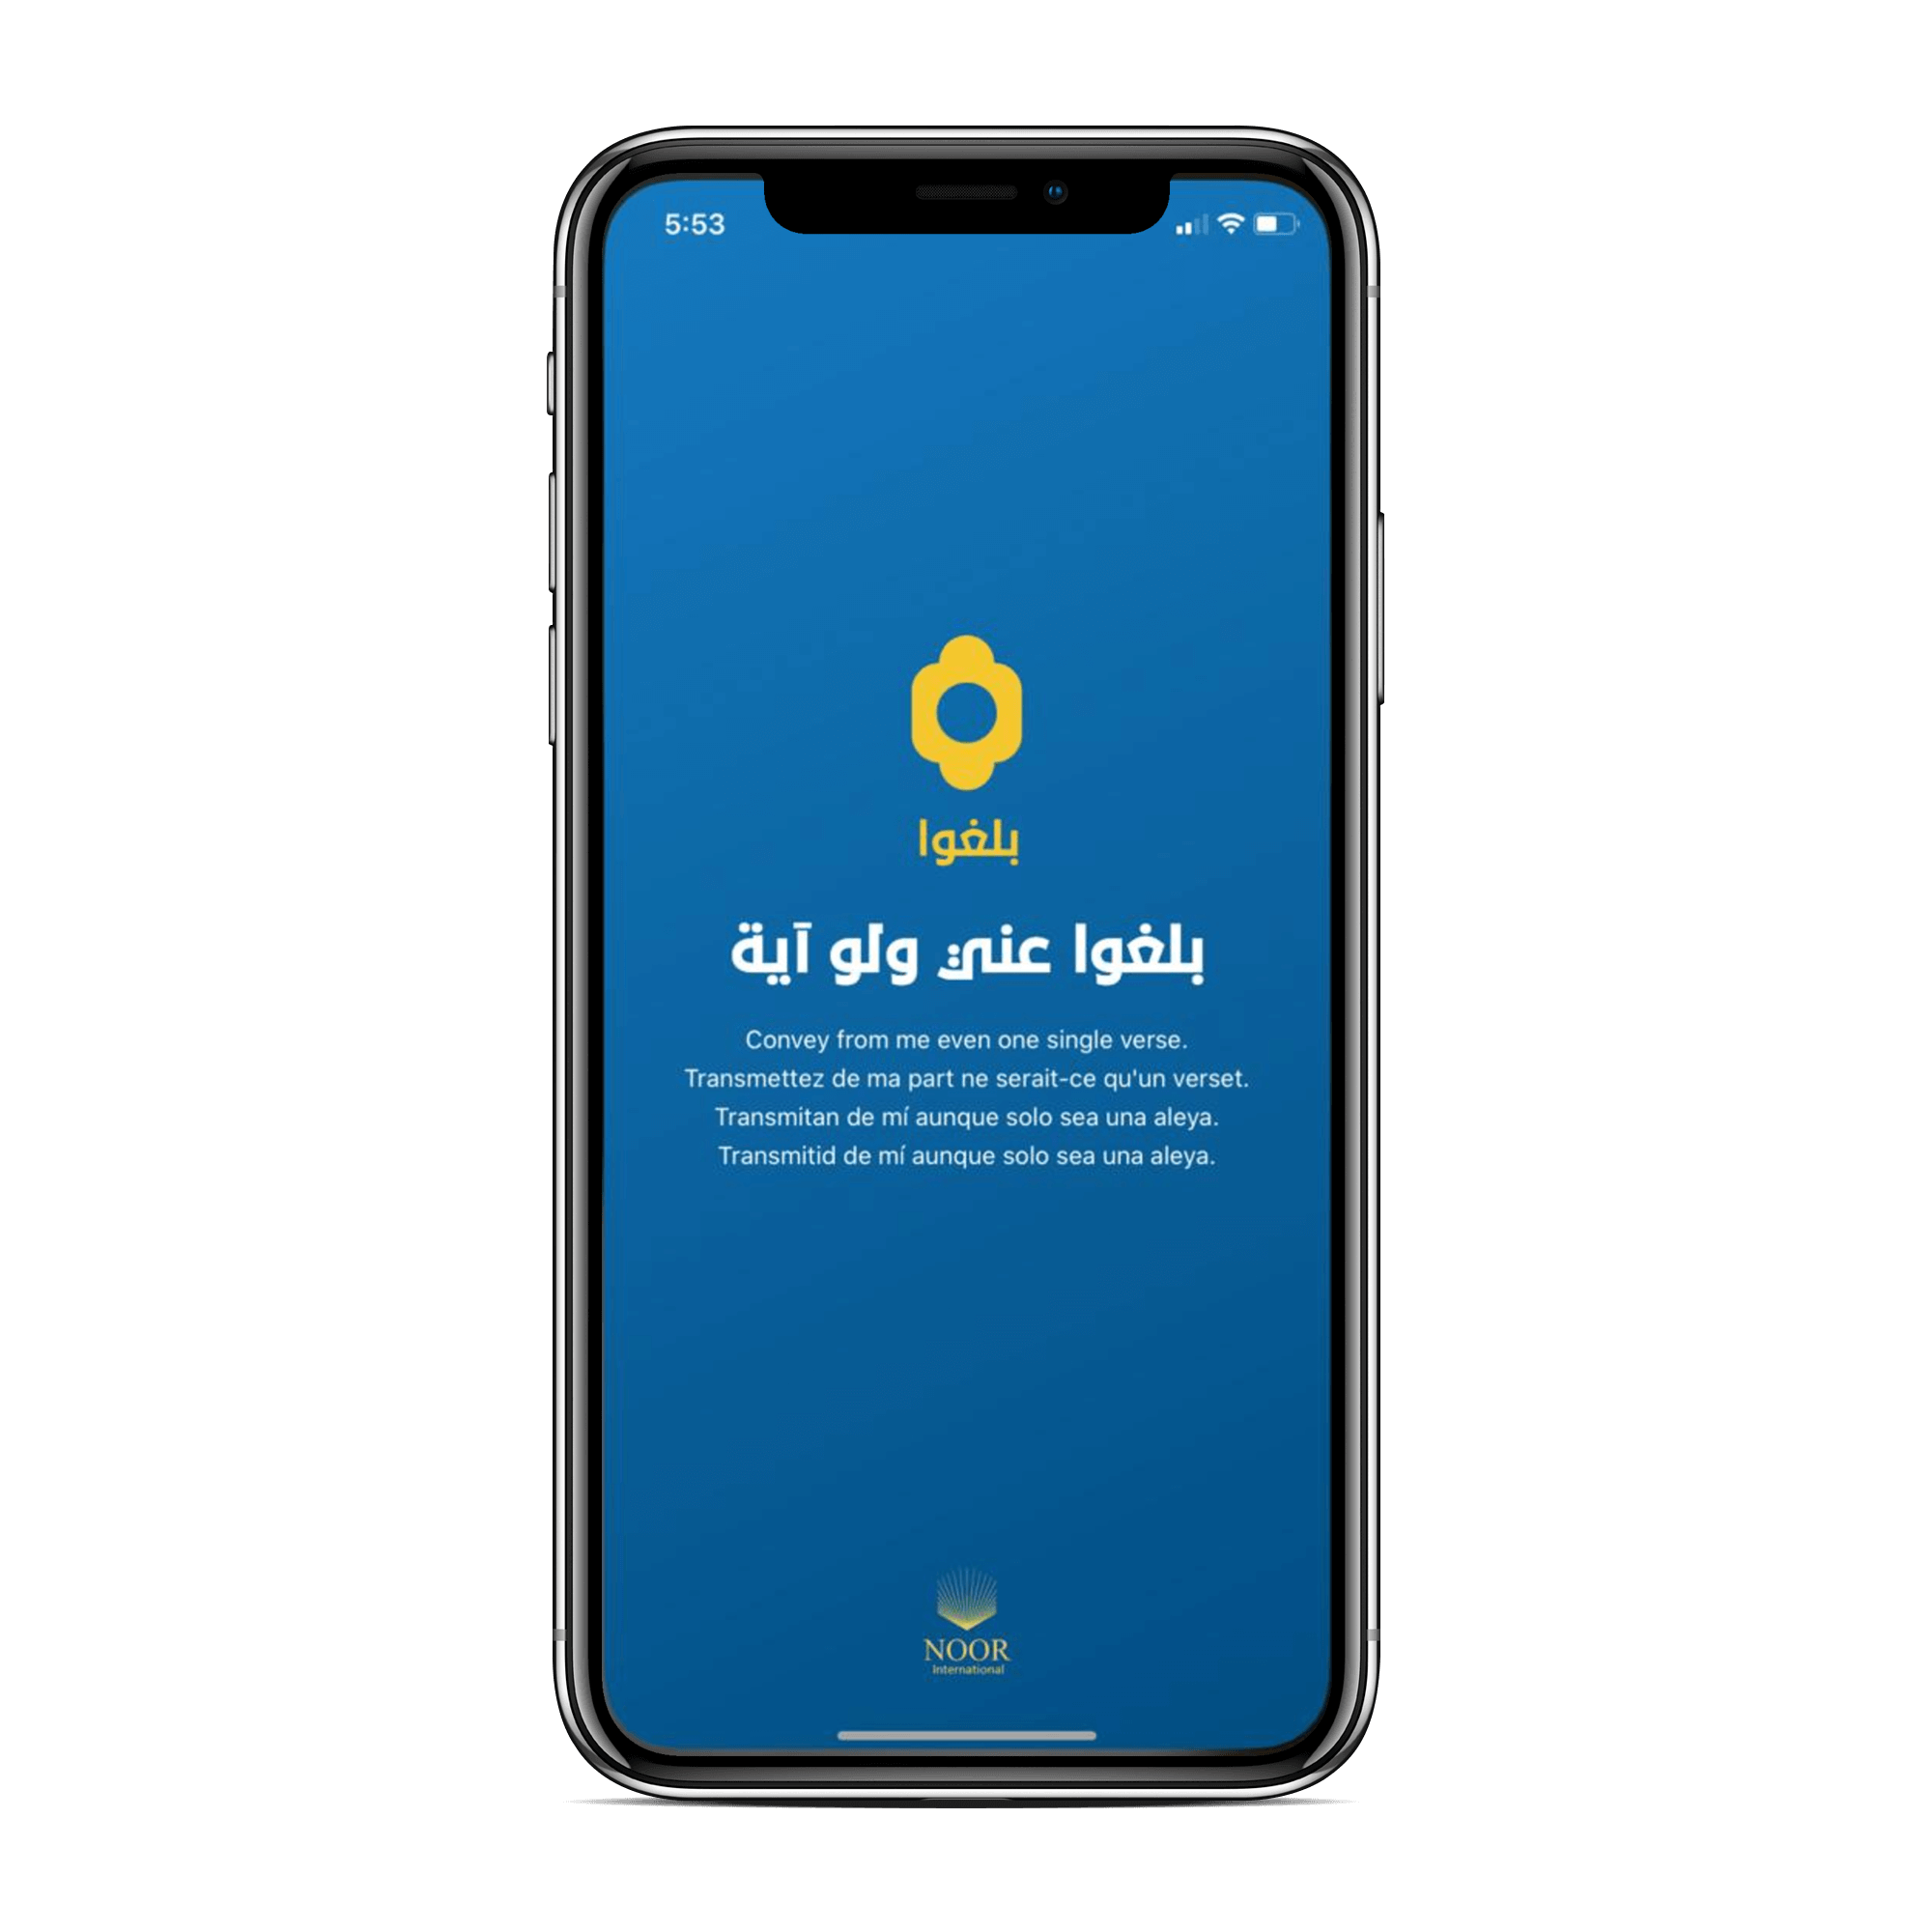 5:53
بلغوا
بلغوا عني ولو آية
Convey from me even one single verse.
Transmettez de ma part ne serait-ce qu'un verset.
Transmitan de mí aunque solo sea una aleya.
Transmitid de mí aunque solo sea una aleya.
NOOR
International